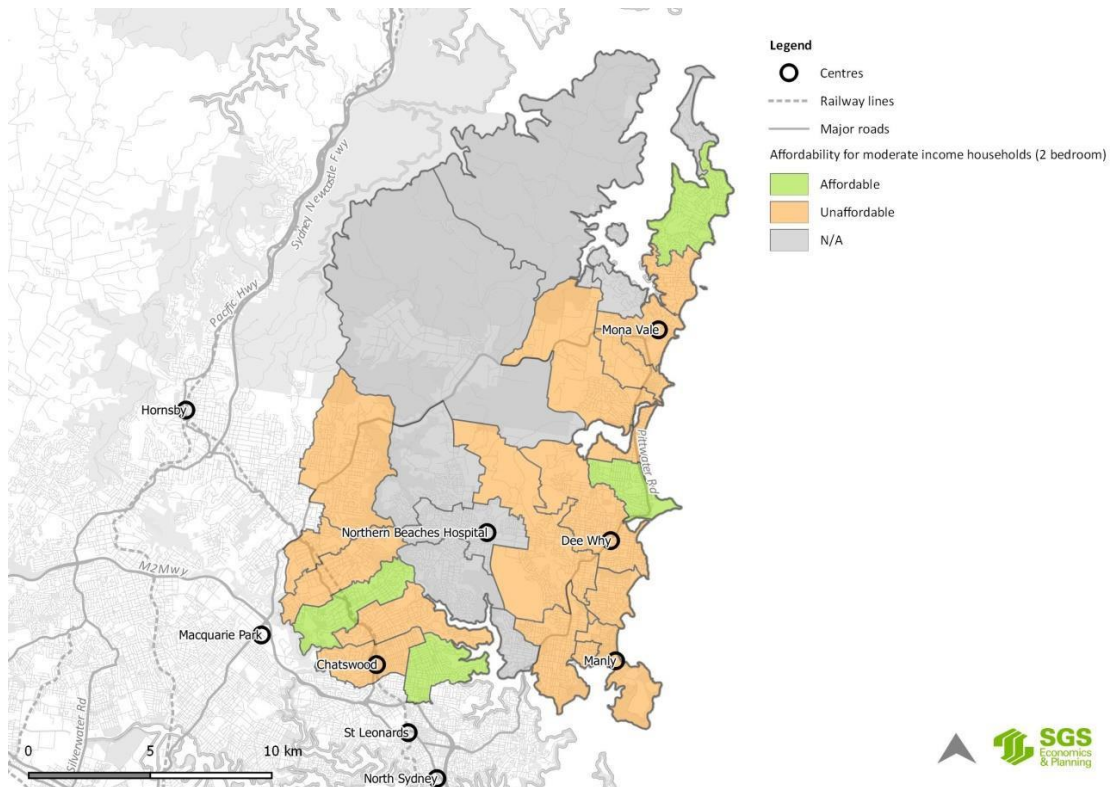 Legend
Centres
Railway lines
Major roads
Affordability for moderate income households (2 bedroom)
Affordable
Unaffordable
N/A
Sydney Newcastle Fwy
Pacific Hwy
Mona Vale
Hornsby
Pittwater Rd
Northern Beaches Hospital
Dee Why
M2Mwy
Macquarie Park
Chatswood
Manly
St Leonards
Silverwater Rd
North Sydney
0 5 10 km
SGS
Economics
& Planning